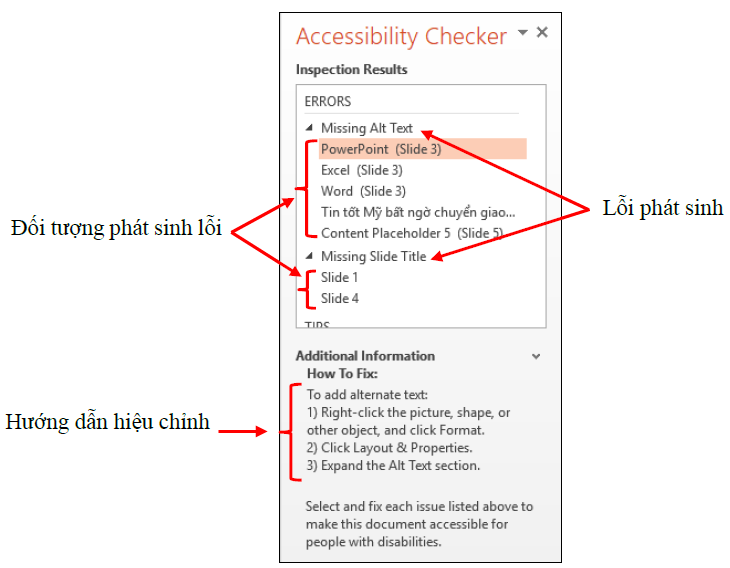 Accessibility Checker
Inspection Results
ERRORS
Missing Alt Text
PowerPoint (Slide 3)
Excel (Slide 3)
Word (Slide 3)
Tin tốt Mỹ bất ngờ chuyển giao...
Content Placeholder 5 (Slide 5)
Missing Slide Title
Slide 1
Slide 4
TIPS
Đối tượng phát sinh lỗi
Lỗi phát sinh
Additional Information
How To Fix:
To add alternate text:
1) Right-click the picture, shape, or
other object, and click Format.
2) Click Layout & Properties.
3) Expand the Alt Text section.
Hướng dẫn hiệu chỉnh
Select and fix each issue listed above to
make this document accessible for
people with disabilities.